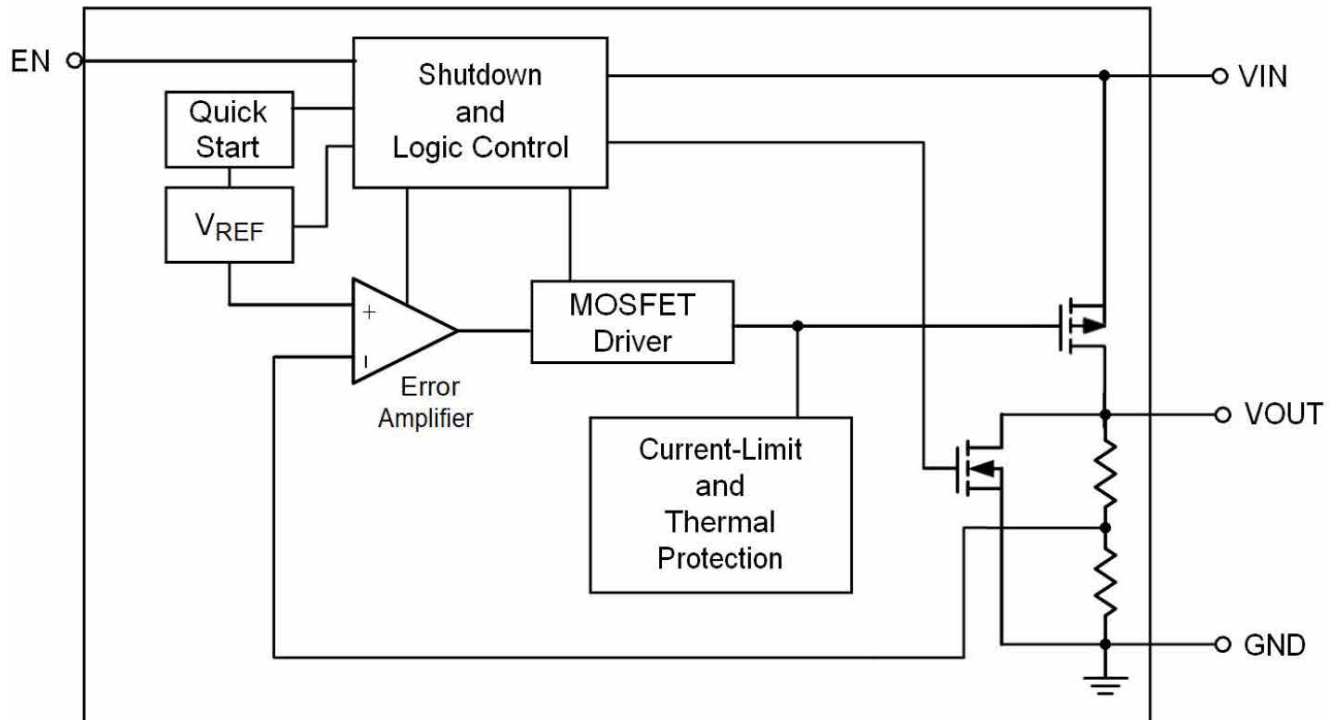 EN
Shutdown
and
Logic Control
VIN
Quick
Start
VREF
+
-
MOSFET
Driver
Error
Amplifier
VOUT
Current-Limit
and
Thermal
Protection
GND